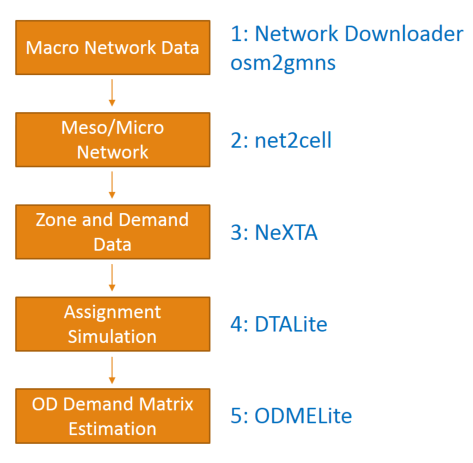 Macro Network Data
1: Network Downloader
osm2gmns
Meso/Micro
Network
2: net2cell
Zone and Demand
Data
3: NeXTA
Assignment
Simulation
4: DTALite
OD Demand Matrix
Estimation
5: ODMELite